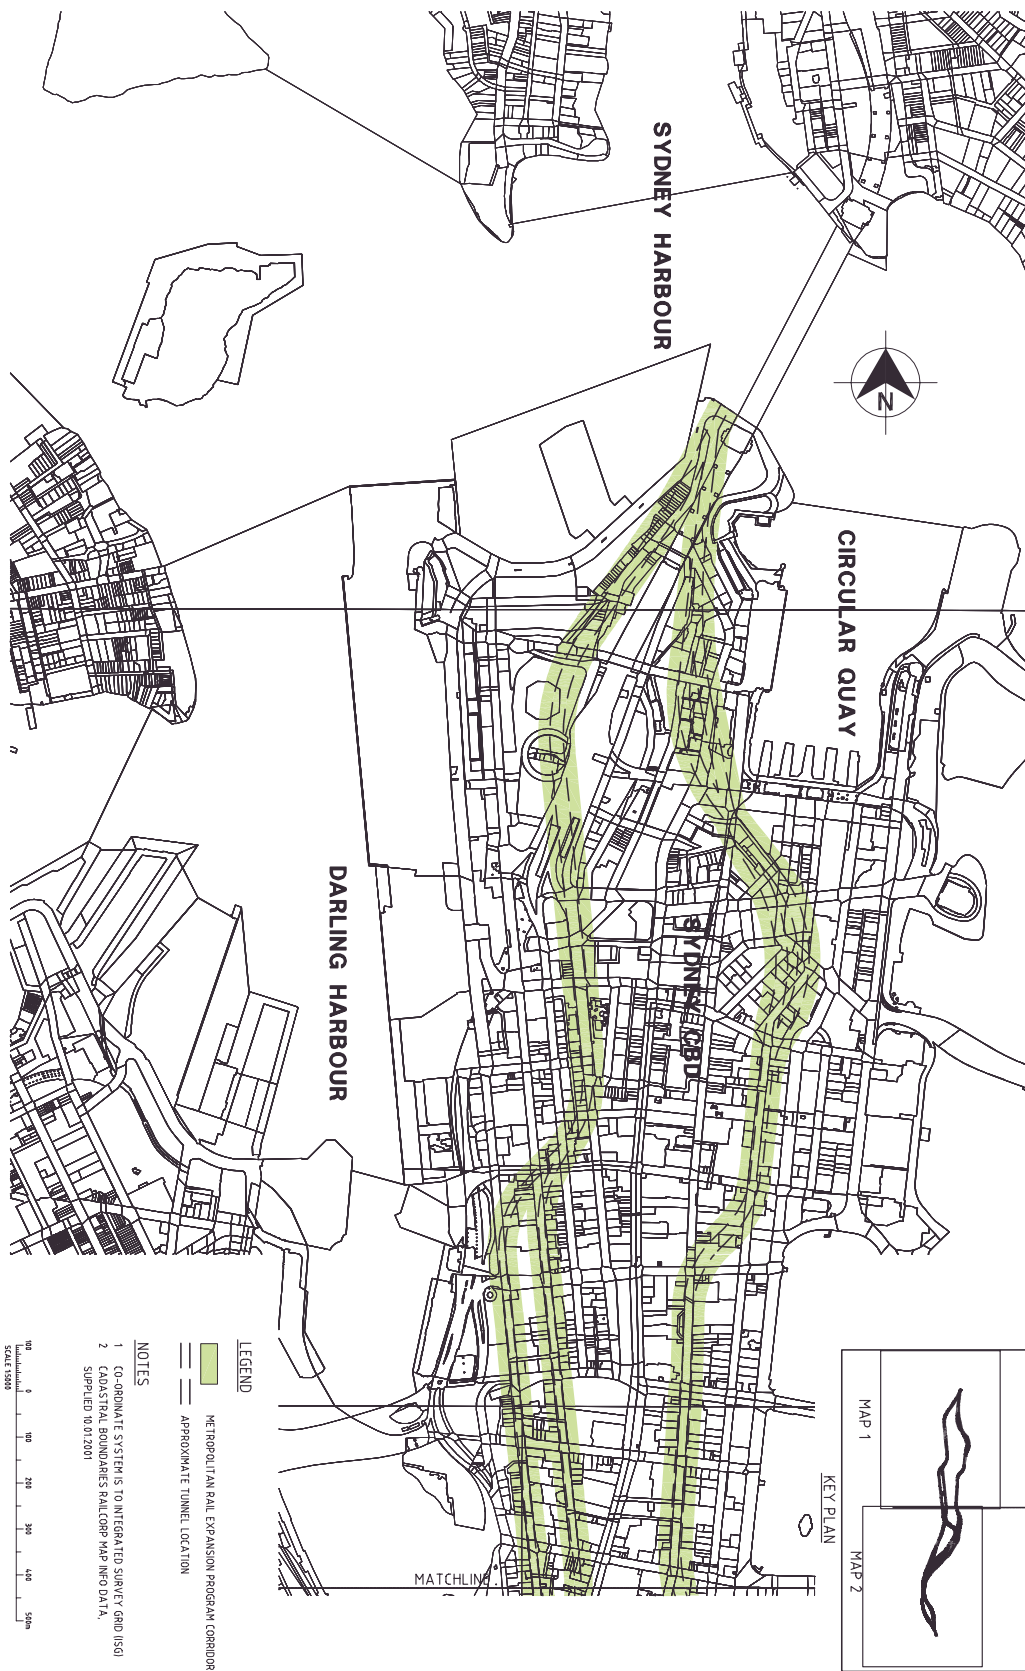 SYDNEY HARBOUR
N
CIRCULAR QUAY
DARLING HARBOUR
SYDNEY CBD
MATCHLINE
KEY PLAN
MAP 1
MAP 2
LEGEND
METROPOLITAN RAIL EXPANSION PROGRAM CORRIDOR
APPROXIMATE TUNNEL LOCATION
NOTES
1 CO-ORDINATE SYSTEM IS TO INTEGRATED SURVEY GRID (ISG)
2 CADASTRAL BOUNDARIES RAILCORP MAP INFO DATA,
SUPPLIED 10.01.2001
100 0 100 200 300 400 500m
SCALE 1:5000